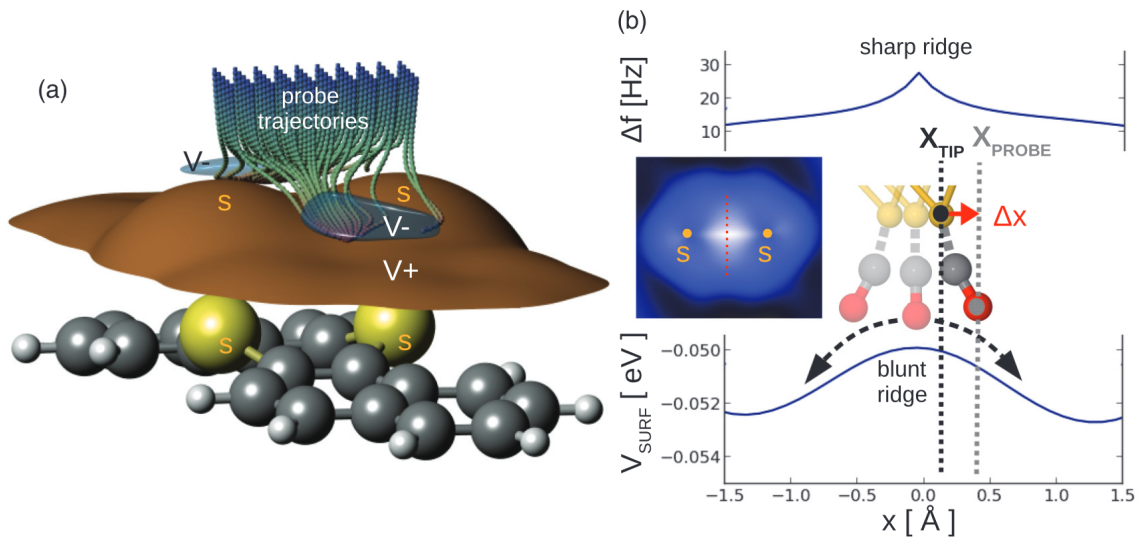 (a)
probe
trajectories
V-
S
S
V-
V+
S
S
(b)
sharp ridge
Δf [Hz]
30
20
10
X_TIP
X_PROBE
Δx
S
S
V_SURF [ eV]
−0.050
−0.052
−0.054
blunt
ridge
−1.5 −1.0 −0.5 0.0 0.5 1.0 1.5
x [ Å ]